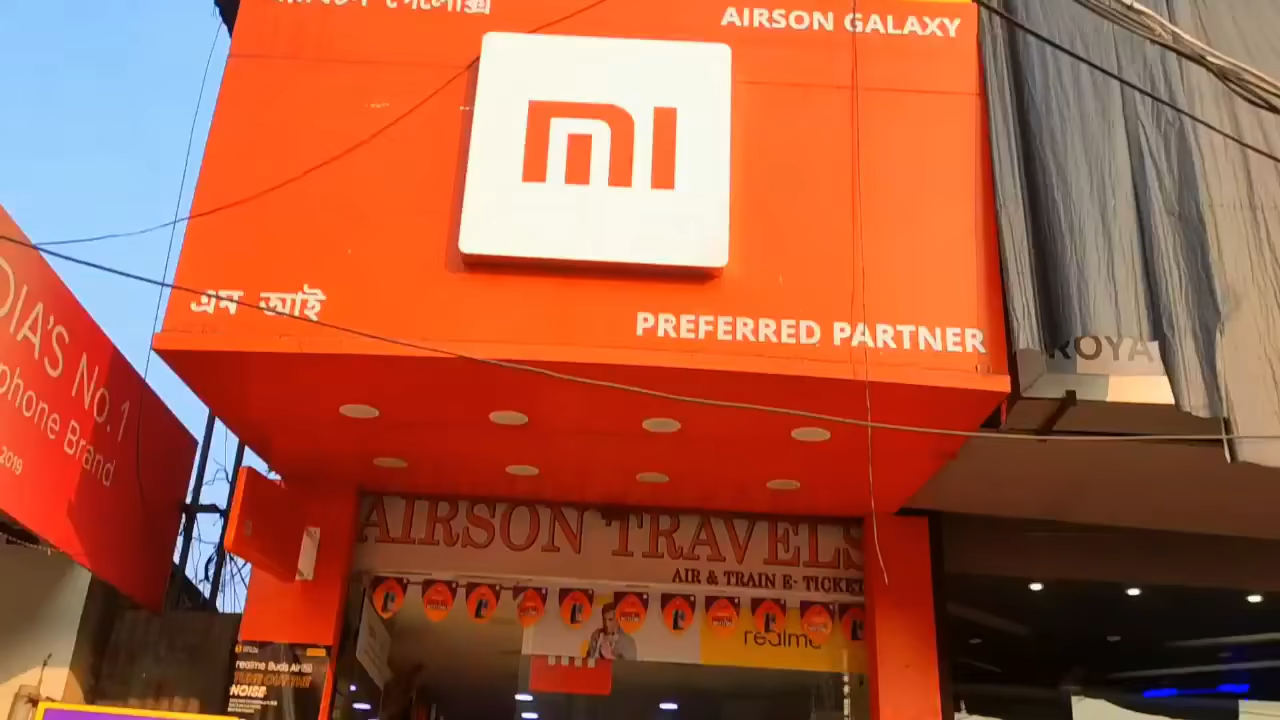 AIRSON GALAXY
mi
এম আই
PREFERRED PARTNER
DIA'S No. 1
phone Brand
2019
ROYA
AIRSON TRAVELS
AIR & TRAIN E- TICKET
realme
realme Buds Air
NOISE